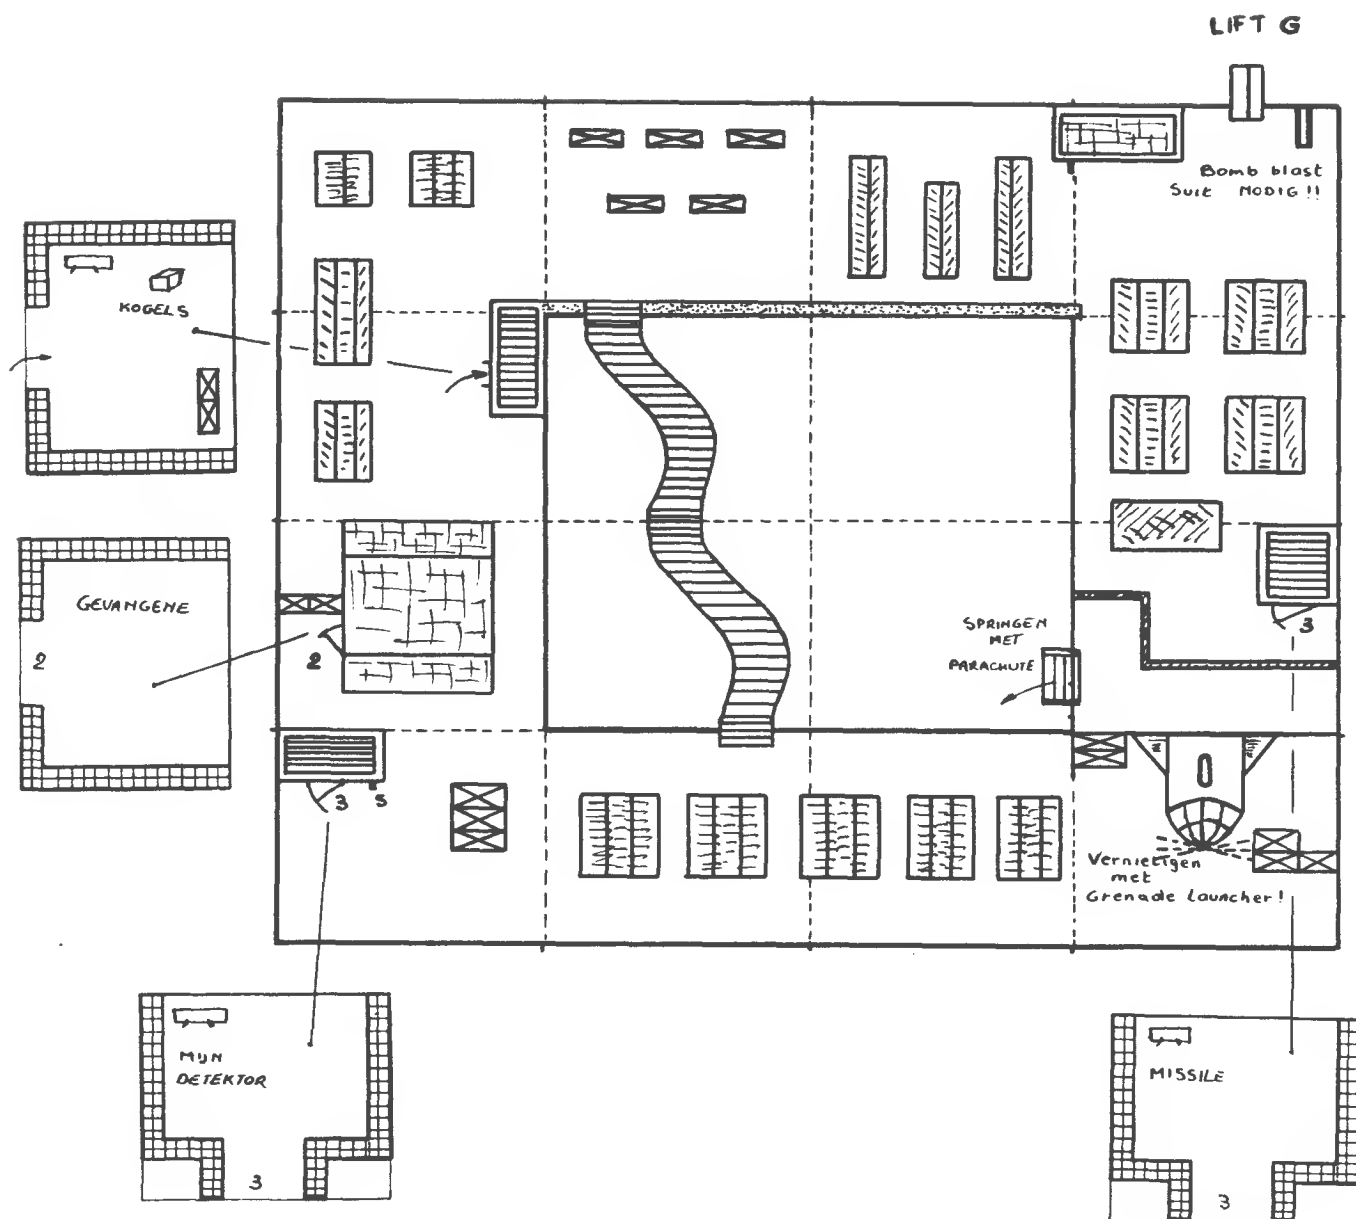 LIFT G
Bomb blast
Suit NODIG !!
KOGELS
GEVANGENE
2
2
SPRINGEN
MET
PARACHUTE
3
3
S
Vernietigen
met
Grenade Launcher!
MIJN
DETEKTOR
3
MISSILE
3